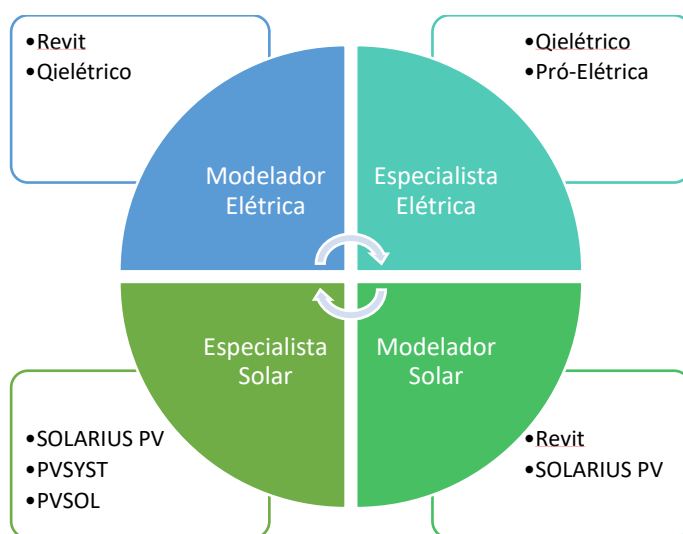 •Revit
•Qielétrico
•Qielétrico
•Pró-Elétrica
Modelador
Elétrica
Especialista
Elétrica
Especialista
Solar
Modelador
Solar
•SOLARIUS PV
•PVSYST
•PVSOL
•Revit
•SOLARIUS PV